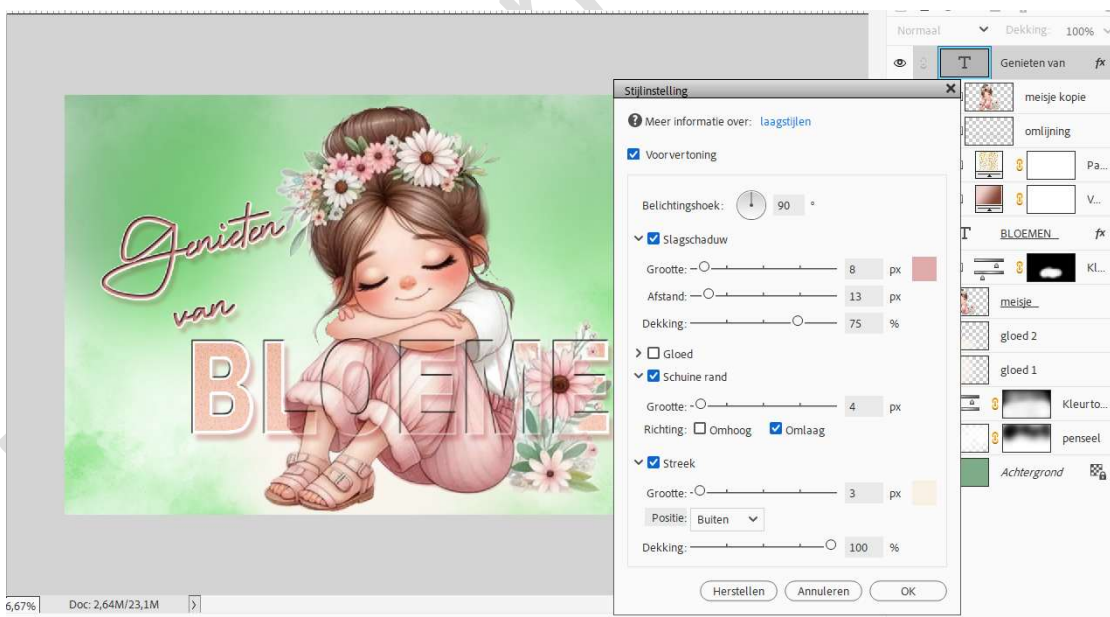 Normaal Dekking: 100%
Genieten van fx
Stijlinstelling
meisje kopie
Meer informatie over: laagstijlen
omlijning
Voorvertoning
Pa...
Belichtingshoek: 90 °
V...
Slagschaduw
BLOEMEN fx
Grootte: 8 px
Kl...
Afstand: 13 px
meisje
Dekking: 75 %
gloed 2
Gloed
gloed 1
Schuine rand
Grootte: 4 px
Kleurto...
Richting: Omhoog Omlaag
penseel
Streek
Achtergrond
Grootte: 3 px
Positie: Buiten
Dekking: 100 %
Herstellen Annuleren OK
Genieten
van
BLOEME
6,67% Doc: 2,64M/23,1M